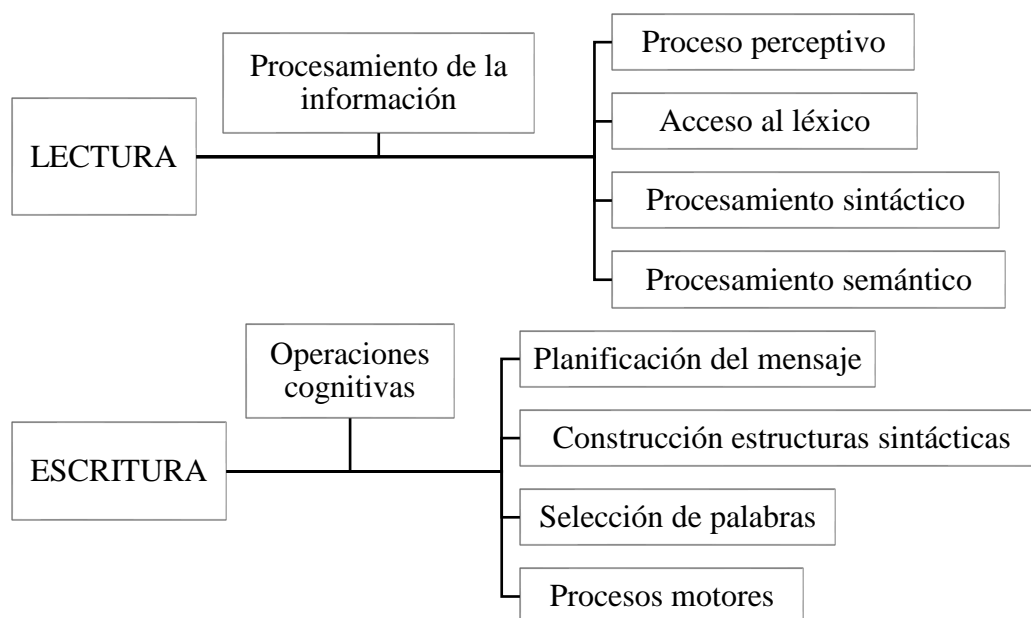 LECTURA
Procesamiento de la
información
Proceso perceptivo
Acceso al léxico
Procesamiento sintáctico
Procesamiento semántico
ESCRITURA
Operaciones
cognitivas
Planificación del mensaje
Construcción estructuras sintácticas
Selección de palabras
Procesos motores